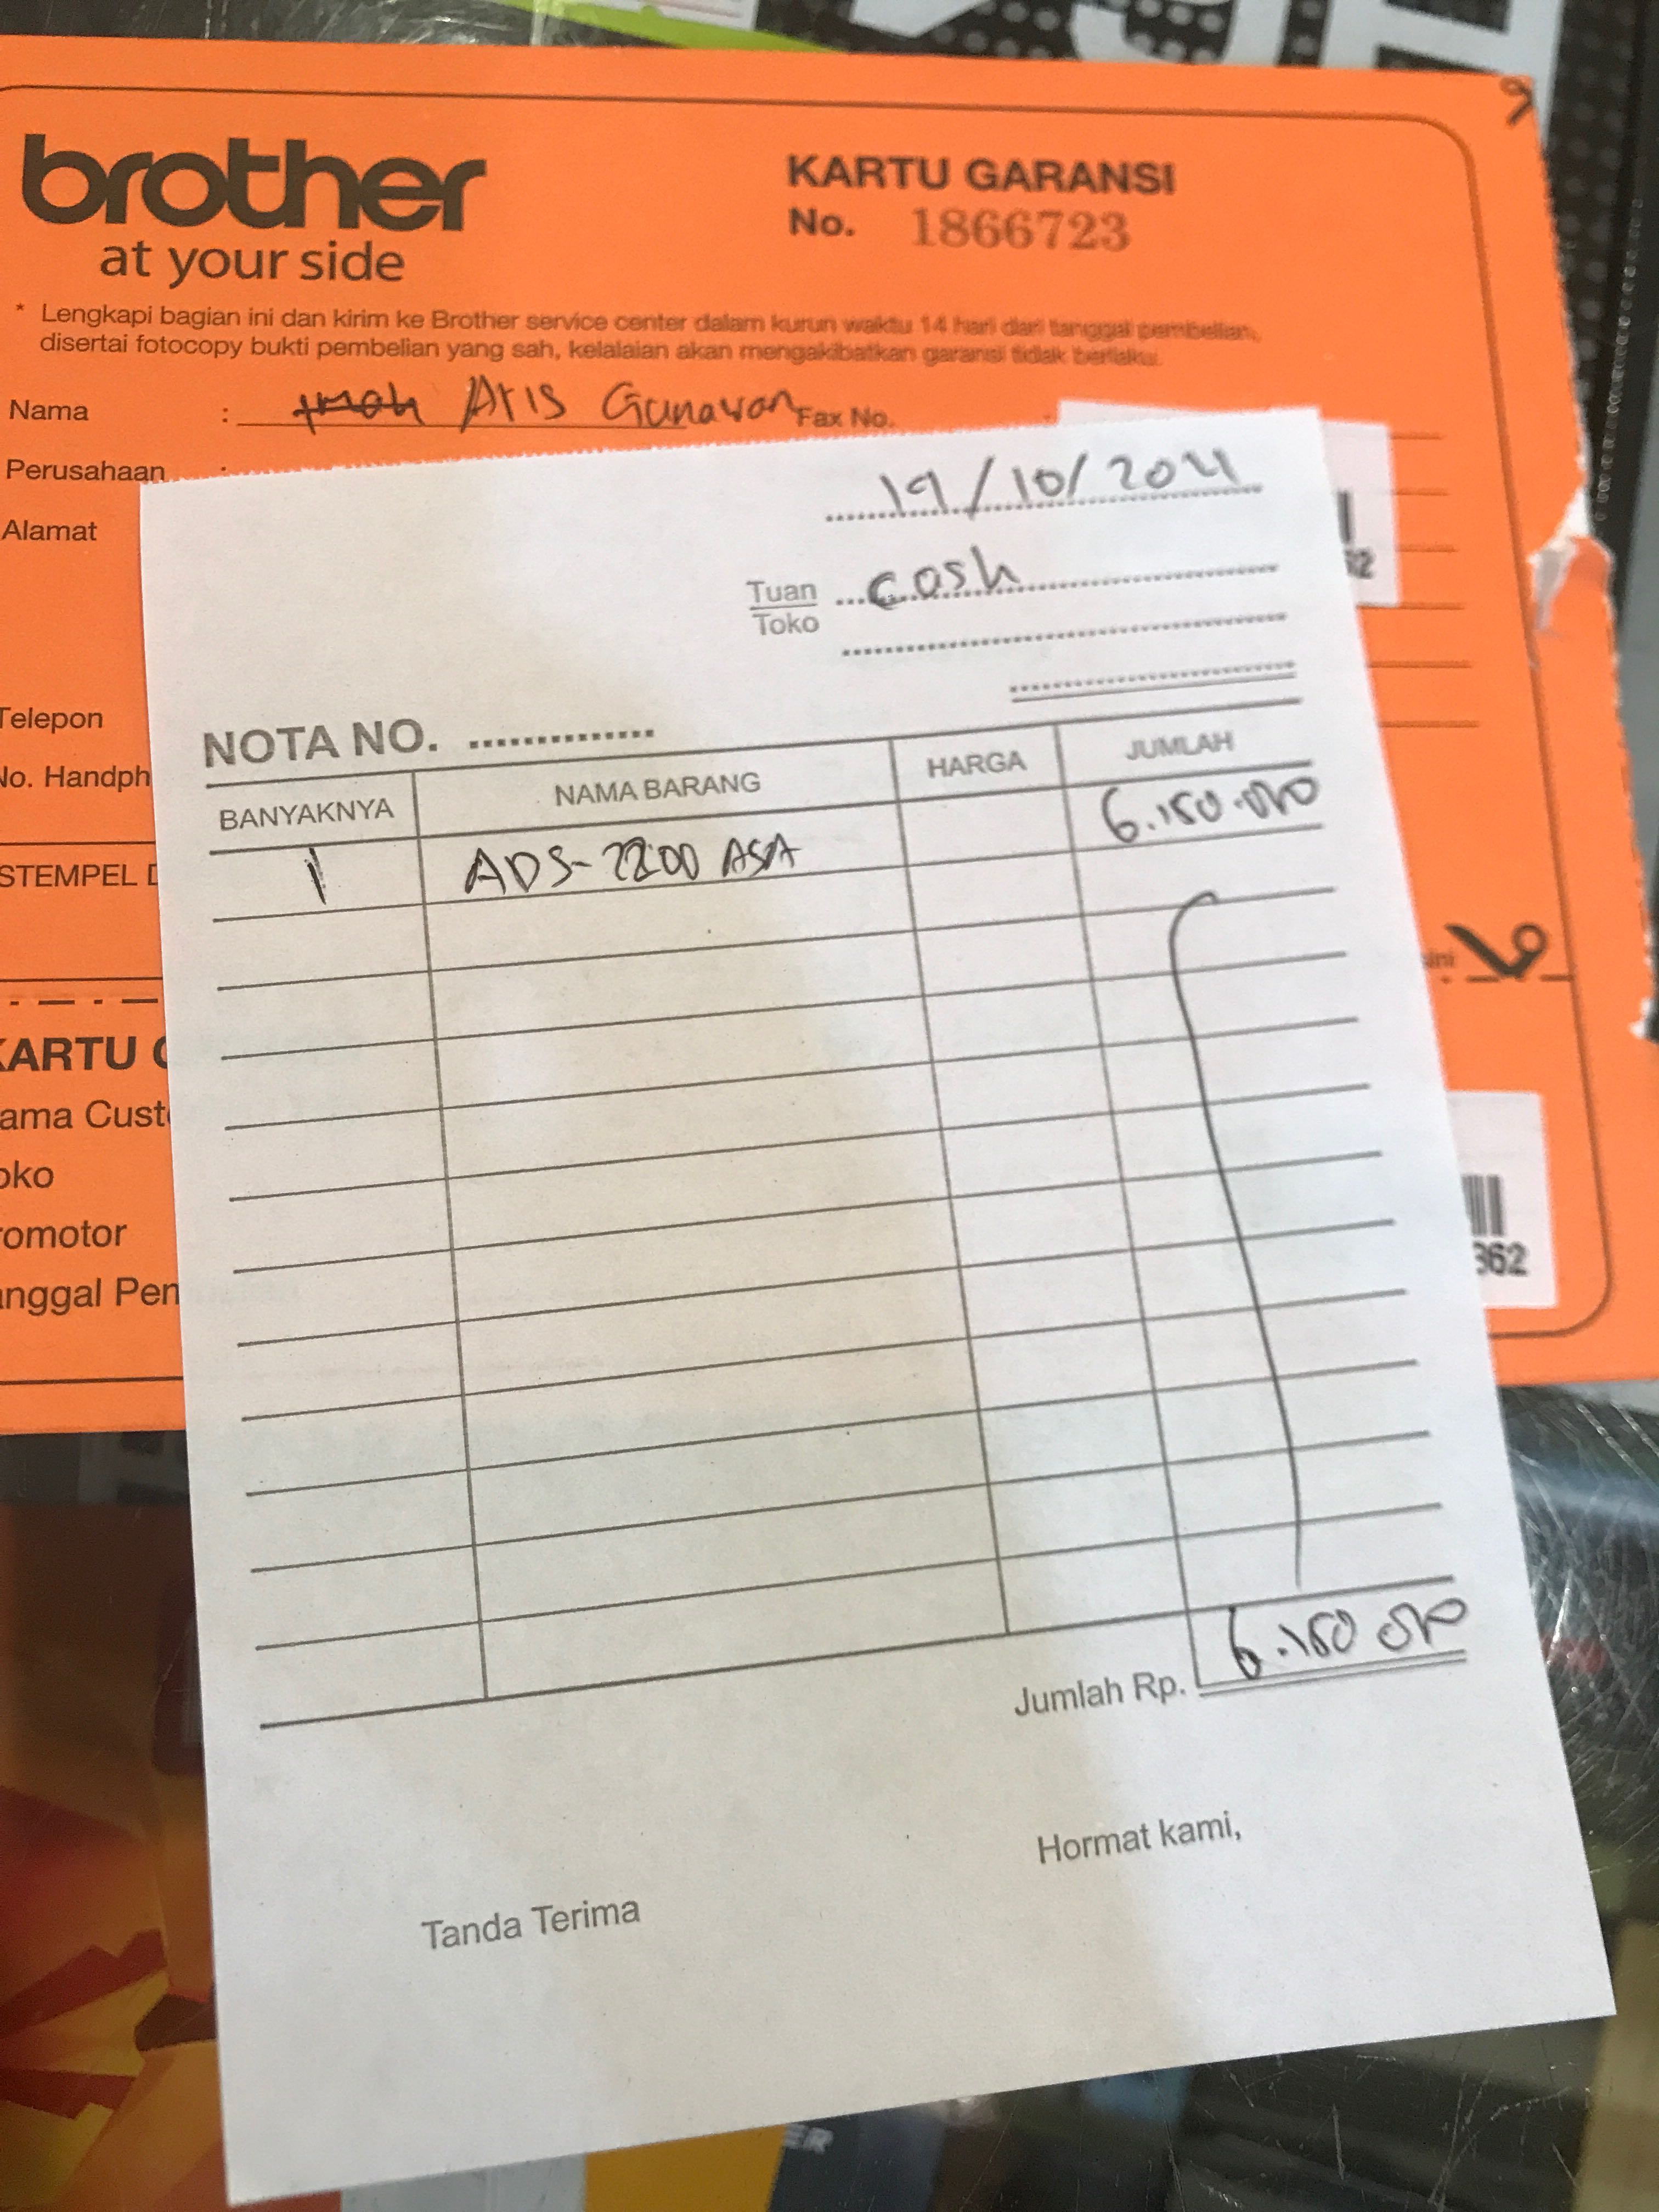 brother
at your side
KARTU GARANSI
No. 1866723
* Lengkapi bagian ini dan kirim ke Brother service center dalam kurun waktu 14 hari dari tanggal pembelian,
disertai fotocopy bukti pembelian yang sah, kelalaian akan mengakibatkan garansi tidak berlaku.
Nama : Aris Gunawan Fax No.
Perusahaan :
Alamat
Telepon
No. Handph
STEMPEL D
KARTU G
ama Cust
oko
romotor
anggal Pem
ini
362
19/10/2021
Tuan cash
Toko
NOTA NO.
BANYAKNYA NAMA BARANG HARGA JUMLAH
1 ADS-2200 ASA 6.150.000
Jumlah Rp. 6.150 000
Hormat kami,
Tanda Terima